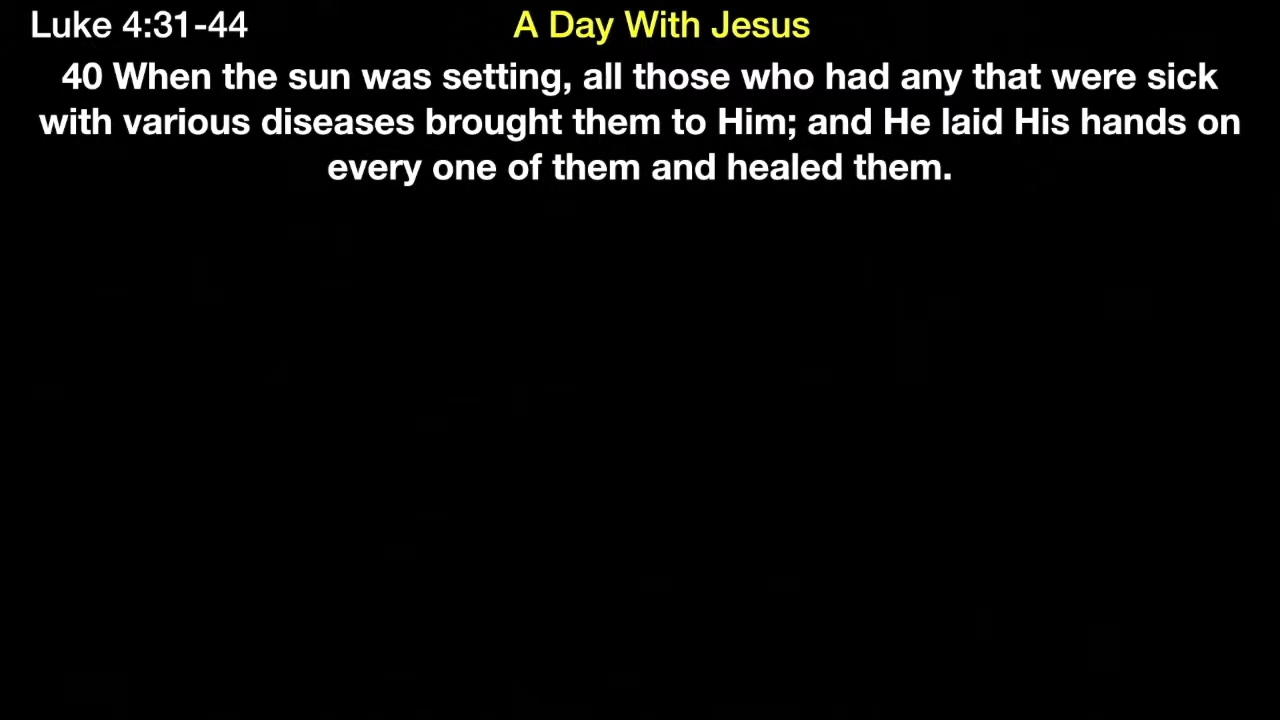 Luke 4:31-44
A Day With Jesus
40 When the sun was setting, all those who had any that were sick
with various diseases brought them to Him; and He laid His hands on
every one of them and healed them.